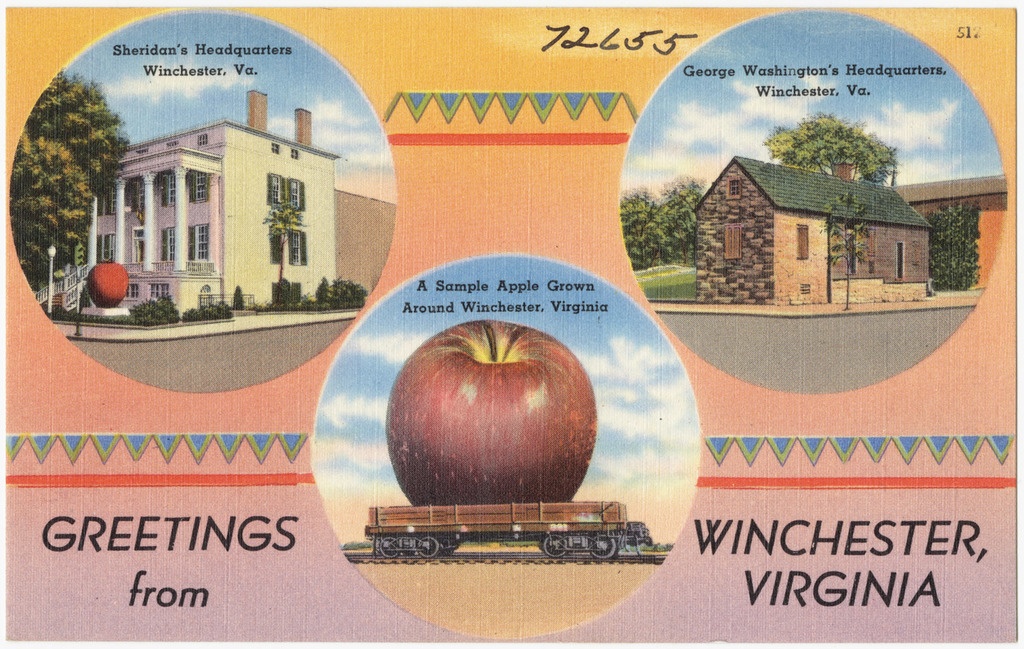 Sheridan's Headquarters
Winchester, Va.
72655
George Washington's Headquarters,
Winchester, Va.
A Sample Apple Grown
Around Winchester, Virginia
GREETINGS
from
WINCHESTER,
VIRGINIA